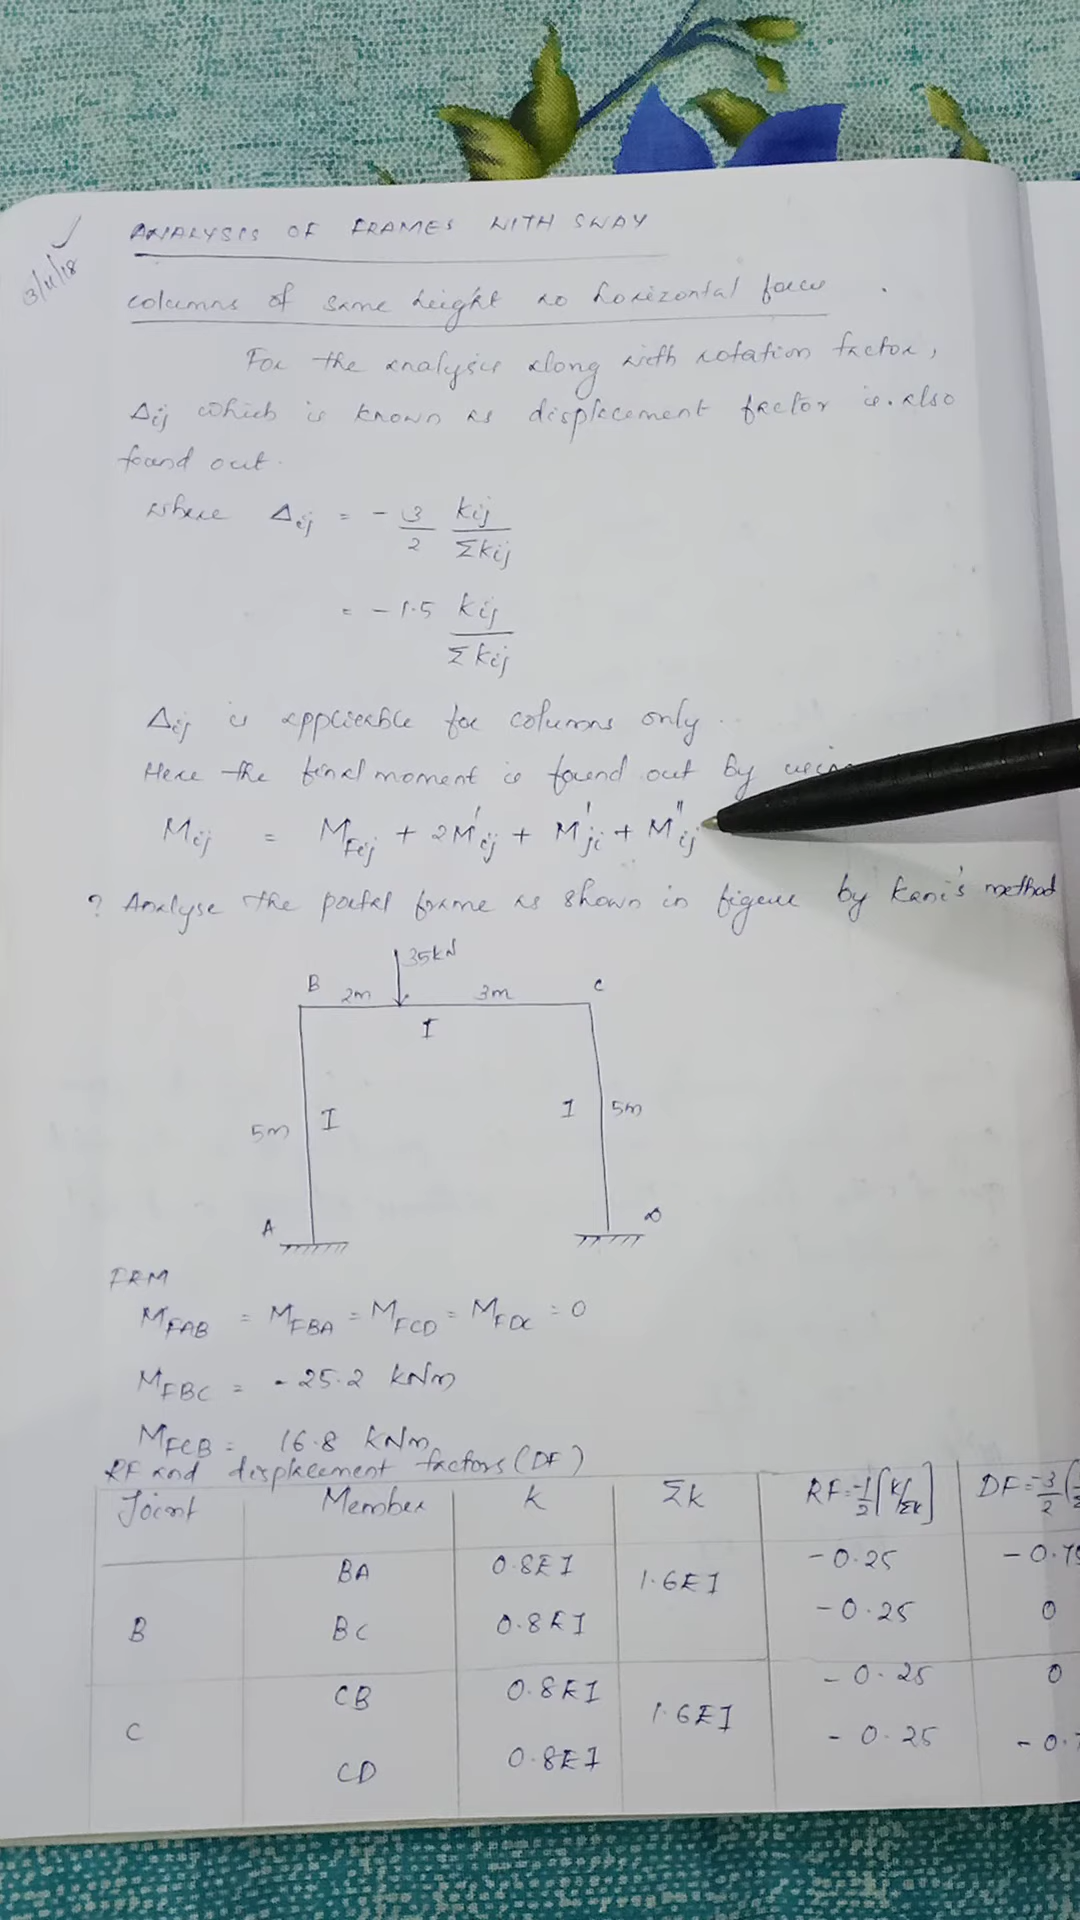 3/11/18
ANALYSIS OF FRAMES WITH SWAY
columns of same height no horizontal force
For the analysis along with rotation factor,
Δij which is known as displacement factor is also
found out.
where Δij = - 3/2 kij/Σkij
= - 1.5 kij/Σkij
Δij is applicable for columns only.
Here the final moment is found out by
Mij = MFij + 2M'ij + M'ji + M''ij
? Analyse the portal frame as shown in figure by Kani's method
35kN
B 2m 3m C
I
5m I I 5m
A D
FEM
MFAB = MFBA = MFCD = MFDC = 0
MFBC = - 25.2 kNm
MFCB = 16.8 kNm
RF and displacement factors (DF)
Joint Member k Σk RF = -1/2 [k/Σk] DF = -3/2
BA 0.8EI 1.6EI -0.25
B BC 0.8EI -0.25 0
CB 0.8EI 1.6EI -0.25 0
C CD 0.8EI -0.25